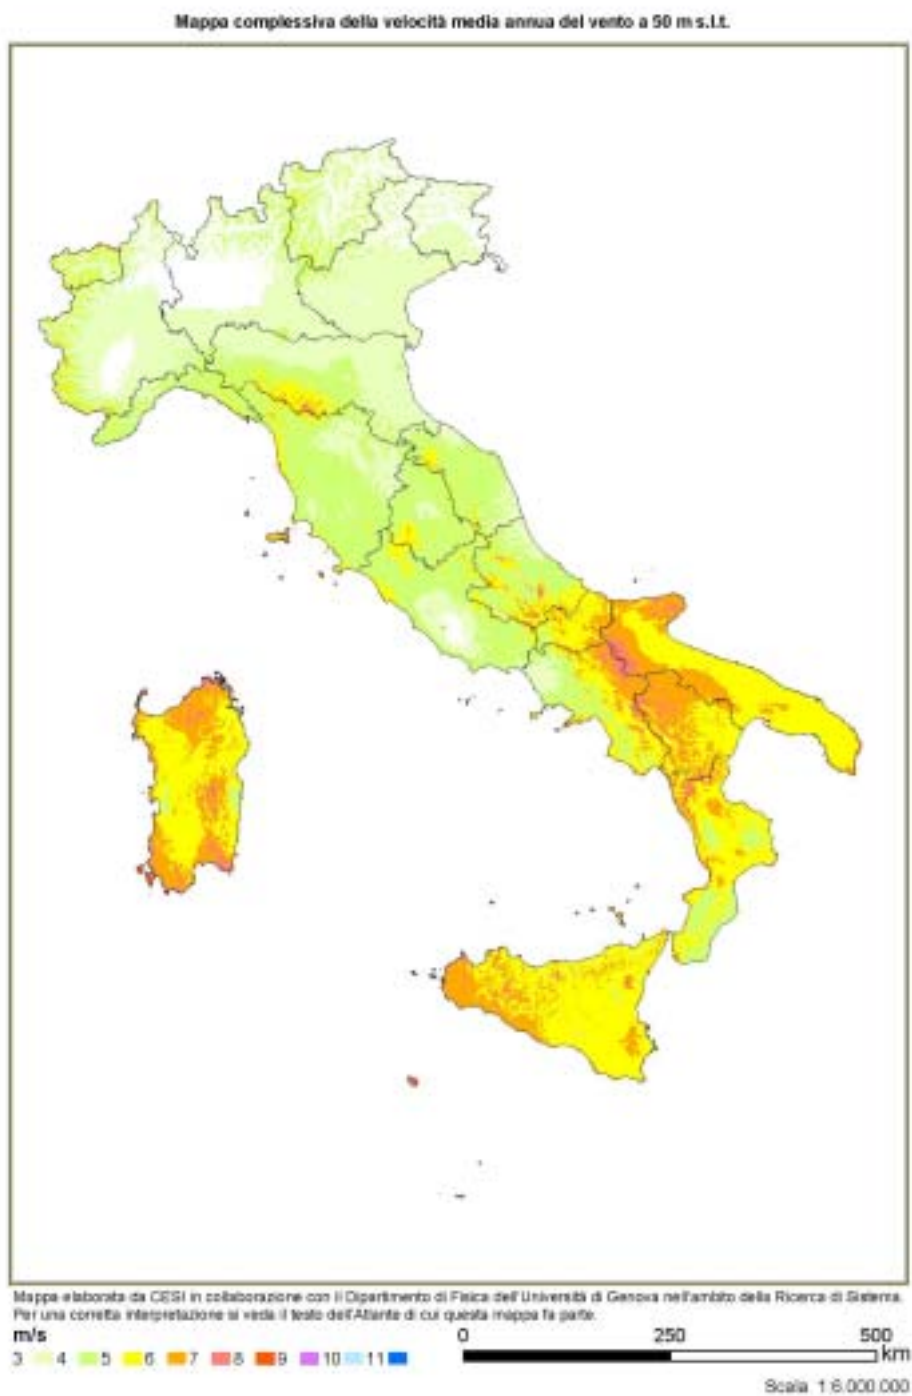 Mappa complessiva della velocità media annua del vento a 50 m s.l.t.
Mappa elaborata da CESI in collaborazione con il Dipartimento di Fisica dell'Università di Genova nell'ambito della Ricerca di Sistema.
Per una corretta interpretazione si veda il testo dell'Atlante di cui questa mappa fa parte.
m/s
3 4 5 6 7 8 9 10 11
0 250 500
km
Scala 1:6.000.000